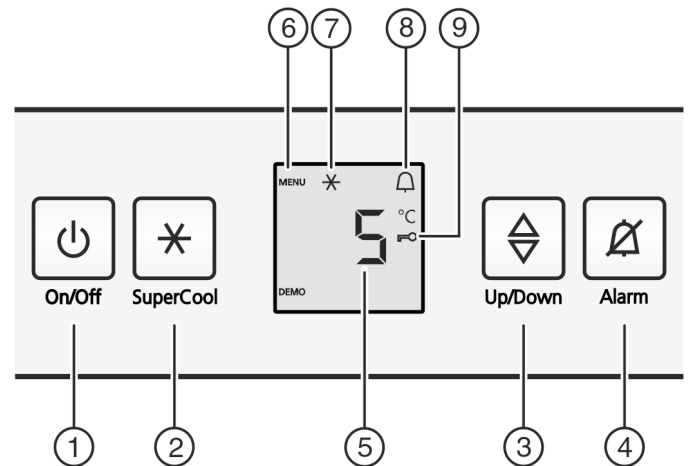 6 7 8 9
MENU
°C
5
DEMO
On/Off SuperCool Up/Down Alarm
1 2 5 3 4